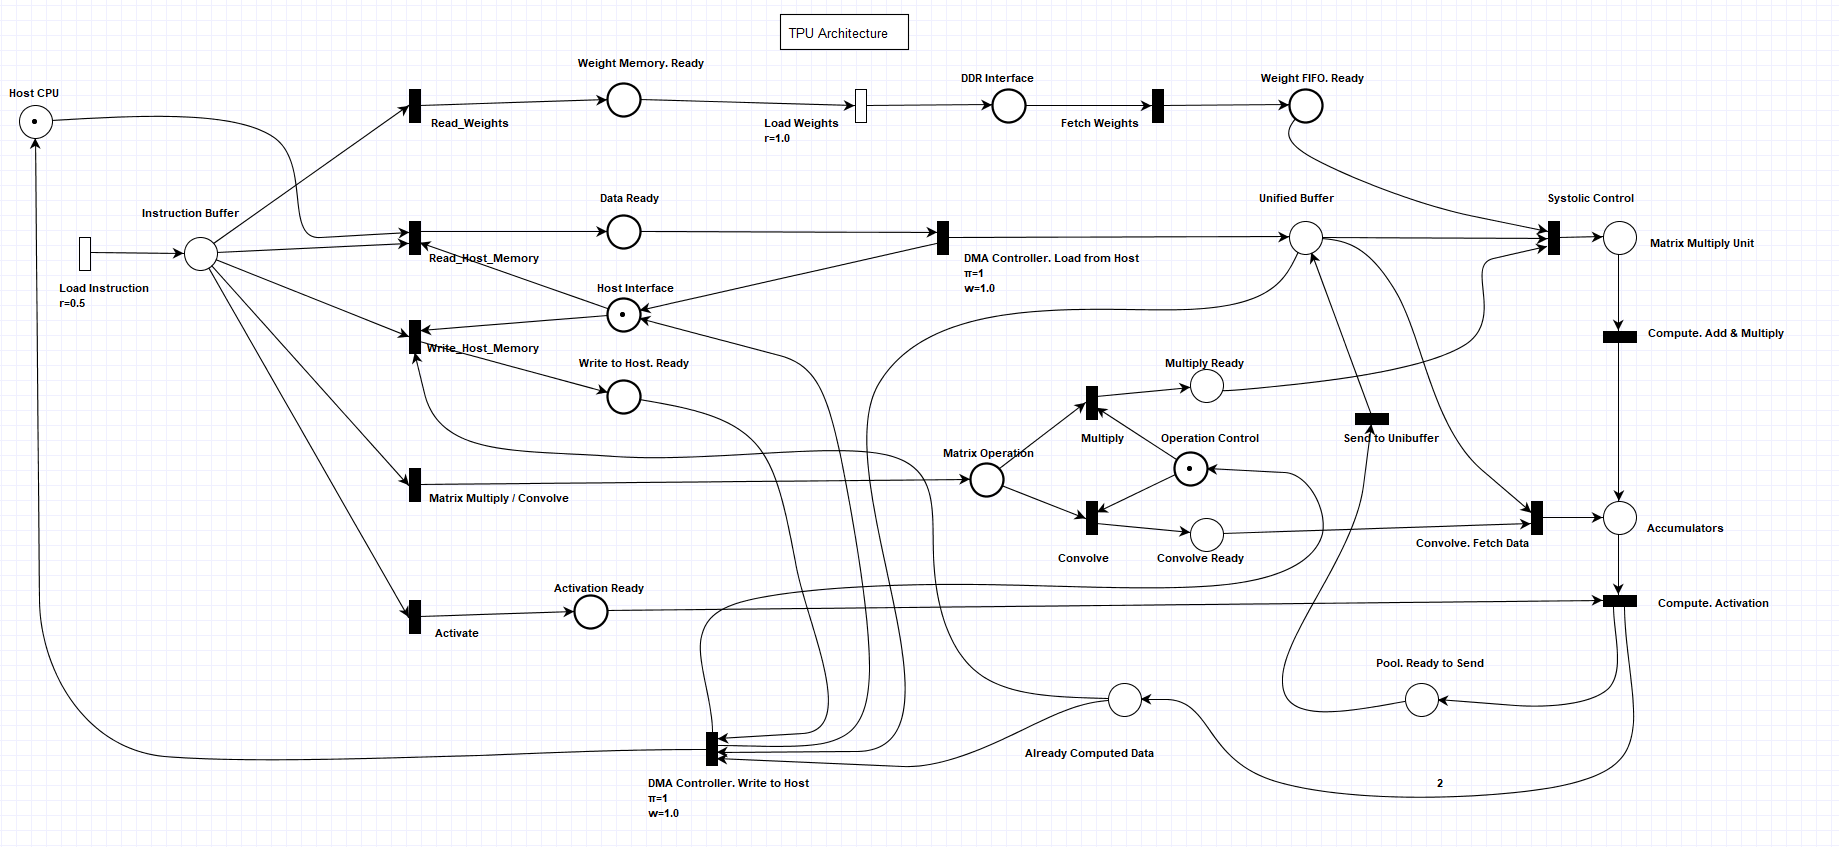 TPU Architecture
Weight Memory. Ready
DDR Interface
Weight FIFO. Ready
Host CPU
Read_Weights
Load Weights
r=1.0
Fetch Weights
Data Ready
Unified Buffer
Systolic Control
Instruction Buffer
Matrix Multiply Unit
Read_Host_Memory
DMA Controller. Load from Host
π=1
w=1.0
Load Instruction
r=0.5
Host Interface
Compute. Add & Multiply
Write_Host_Memory
Write to Host. Ready
Multiply Ready
Multiply
Operation Control
Send to Unibuffer
Matrix Operation
Matrix Multiply / Convolve
Accumulators
Convolve. Fetch Data
Convolve
Convolve Ready
Activation Ready
Compute. Activation
Activate
Pool. Ready to Send
Already Computed Data
DMA Controller. Write to Host
π=1
w=1.0
2